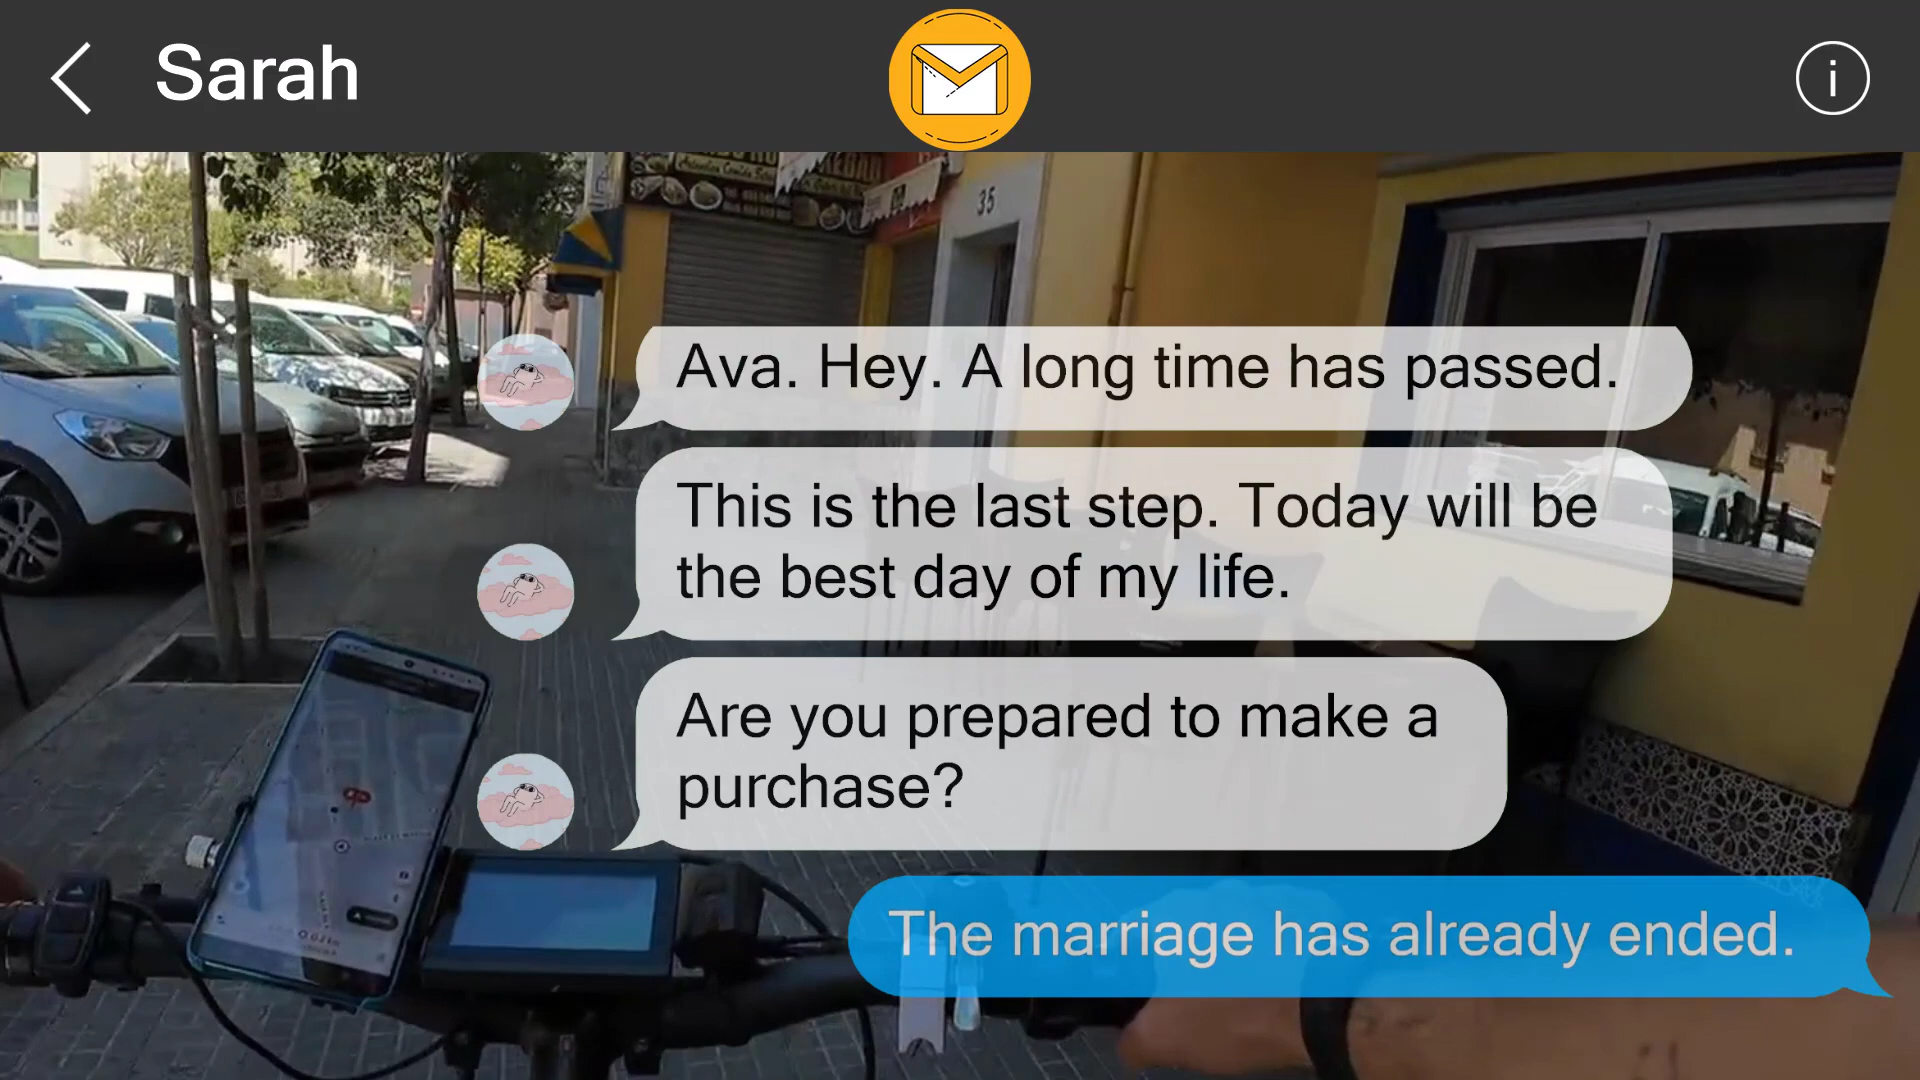 Sarah
i
KEBAB
35
Ava. Hey. A long time has passed.
This is the last step. Today will be
the best day of my life.
Are you prepared to make a
purchase?
The marriage has already ended.